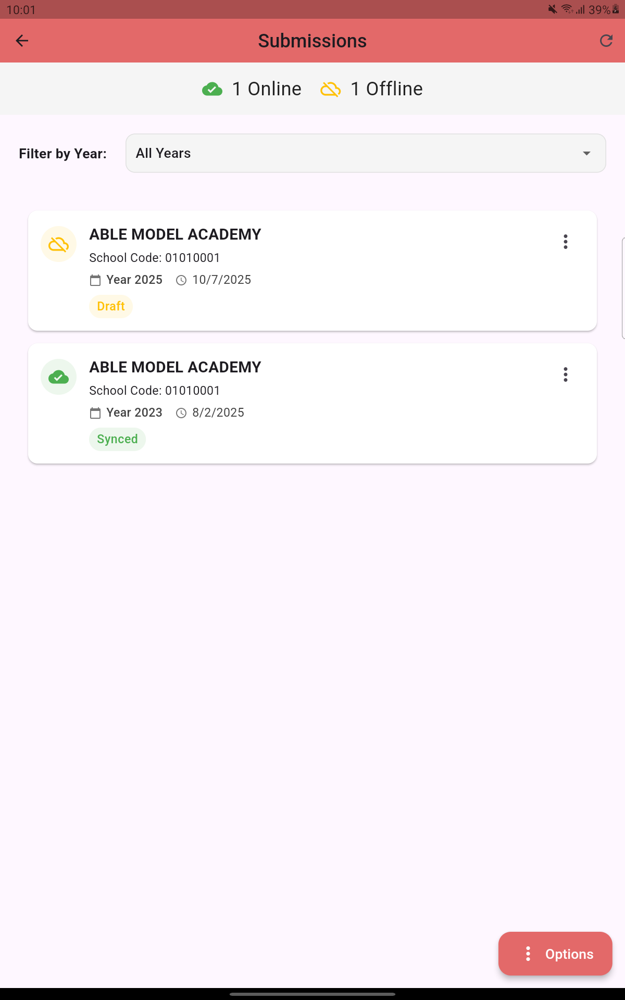 10:01
39%
Submissions
1 Online
1 Offline
Filter by Year:
All Years
ABLE MODEL ACADEMY
School Code: 01010001
Year 2025
10/7/2025
Draft
ABLE MODEL ACADEMY
School Code: 01010001
Year 2023
8/2/2025
Synced
Options